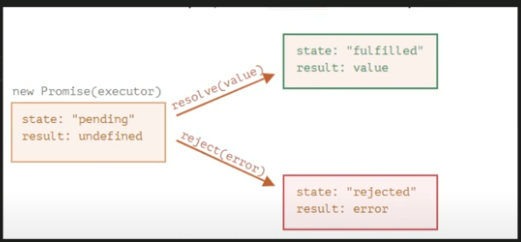 new Promise(executor)
state: "pending"
result: undefined
resolve(value)
reject(error)
state: "fulfilled"
result: value
state: "rejected"
result: error